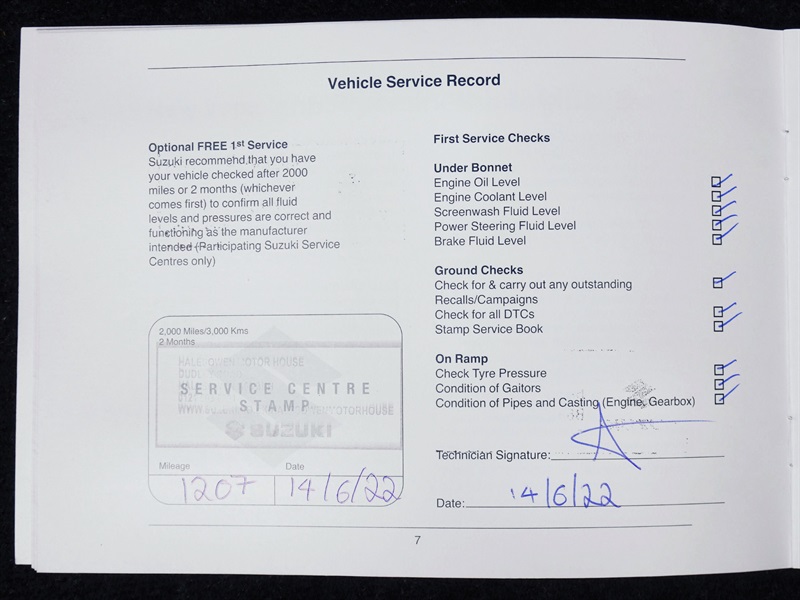 Vehicle Service Record
Optional FREE 1st Service
Suzuki recommend that you have
your vehicle checked after 2000
miles or 2 months (whichever
comes first) to confirm all fluid
levels and pressures are correct and
functioning as the manufacturer
intended (Participating Suzuki Service
Centres only)
2,000 Miles/3,000 Kms
2 Months
HALE OWEN MOTOR HOUSE
SERVICE CENTRE
STAMP
MOTORHOUSE
SUZUKI
Mileage Date
1207 14/6/22
First Service Checks
Under Bonnet
Engine Oil Level
Engine Coolant Level
Screenwash Fluid Level
Power Steering Fluid Level
Brake Fluid Level
Ground Checks
Check for & carry out any outstanding
Recalls/Campaigns
Check for all DTCs
Stamp Service Book
On Ramp
Check Tyre Pressure
Condition of Gaitors
Condition of Pipes and Casting (Engine, Gearbox)
Technician Signature:
Date: 14/6/22
7